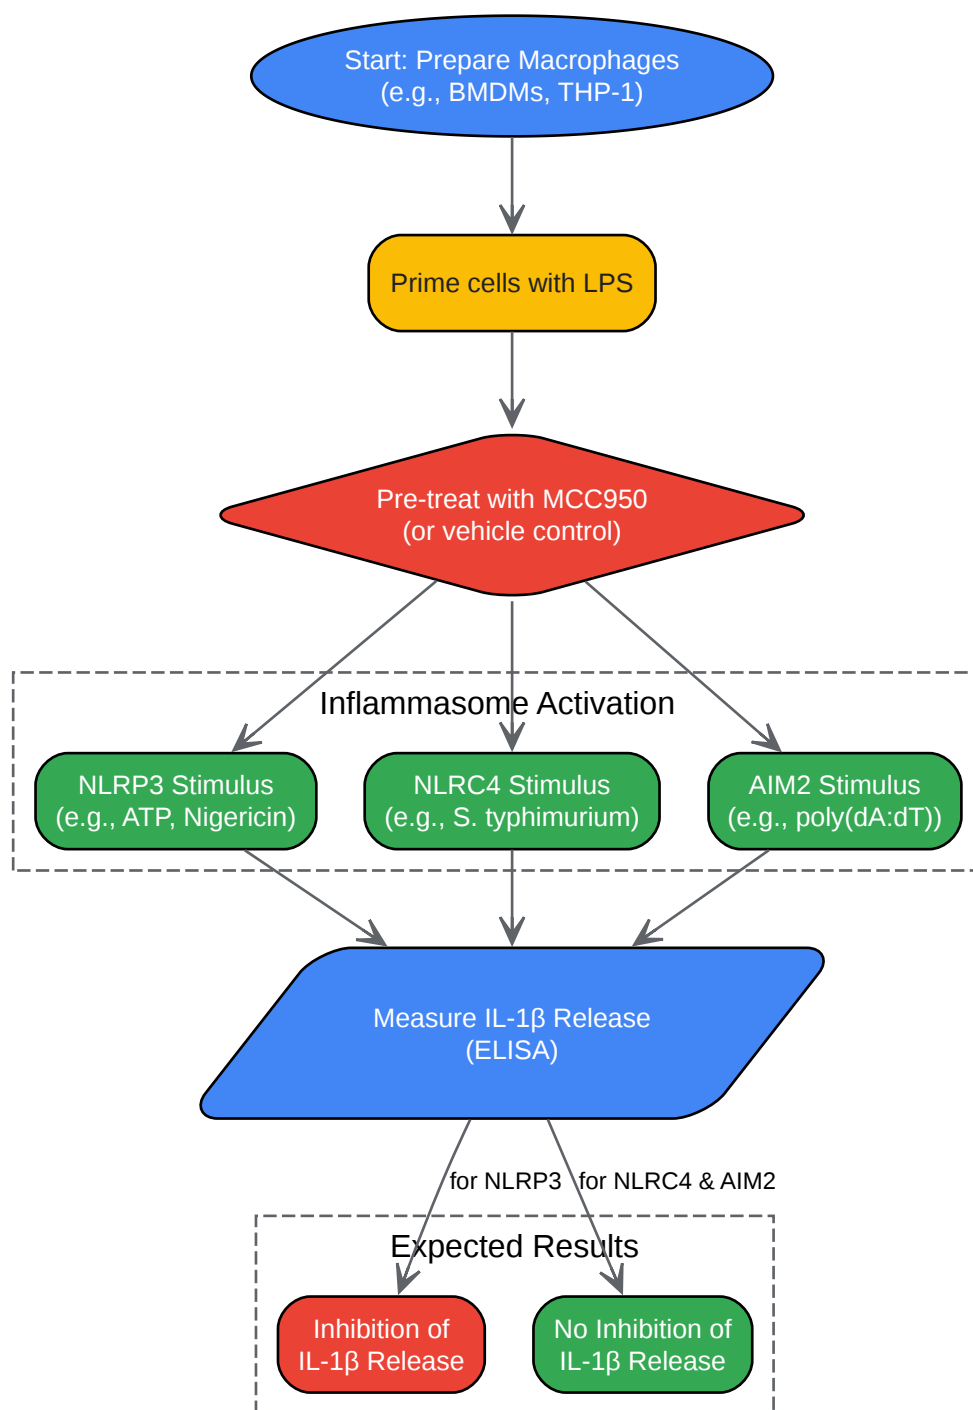 Start: Prepare Macrophages
(e.g., BMDMs, THP-1)
Prime cells with LPS
Pre-treat with MCC950
(or vehicle control)
Inflammasome Activation
NLRP3 Stimulus
(e.g., ATP, Nigericin)
NLRC4 Stimulus
(e.g., S. typhimurium)
AIM2 Stimulus
(e.g., poly(dA:dT))
Measure IL-1β Release
(ELISA)
for NLRP3
for NLRC4 & AIM2
Expected Results
Inhibition of
IL-1β Release
No Inhibition of
IL-1β Release